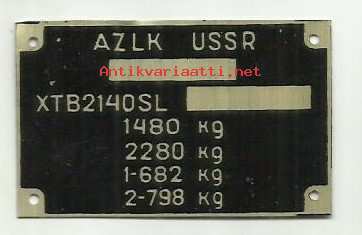 AZLK USSR
Antikvariaatti.net
XTB2140SL
1480 kg
2280 kg
1-682 kg
2-798 kg